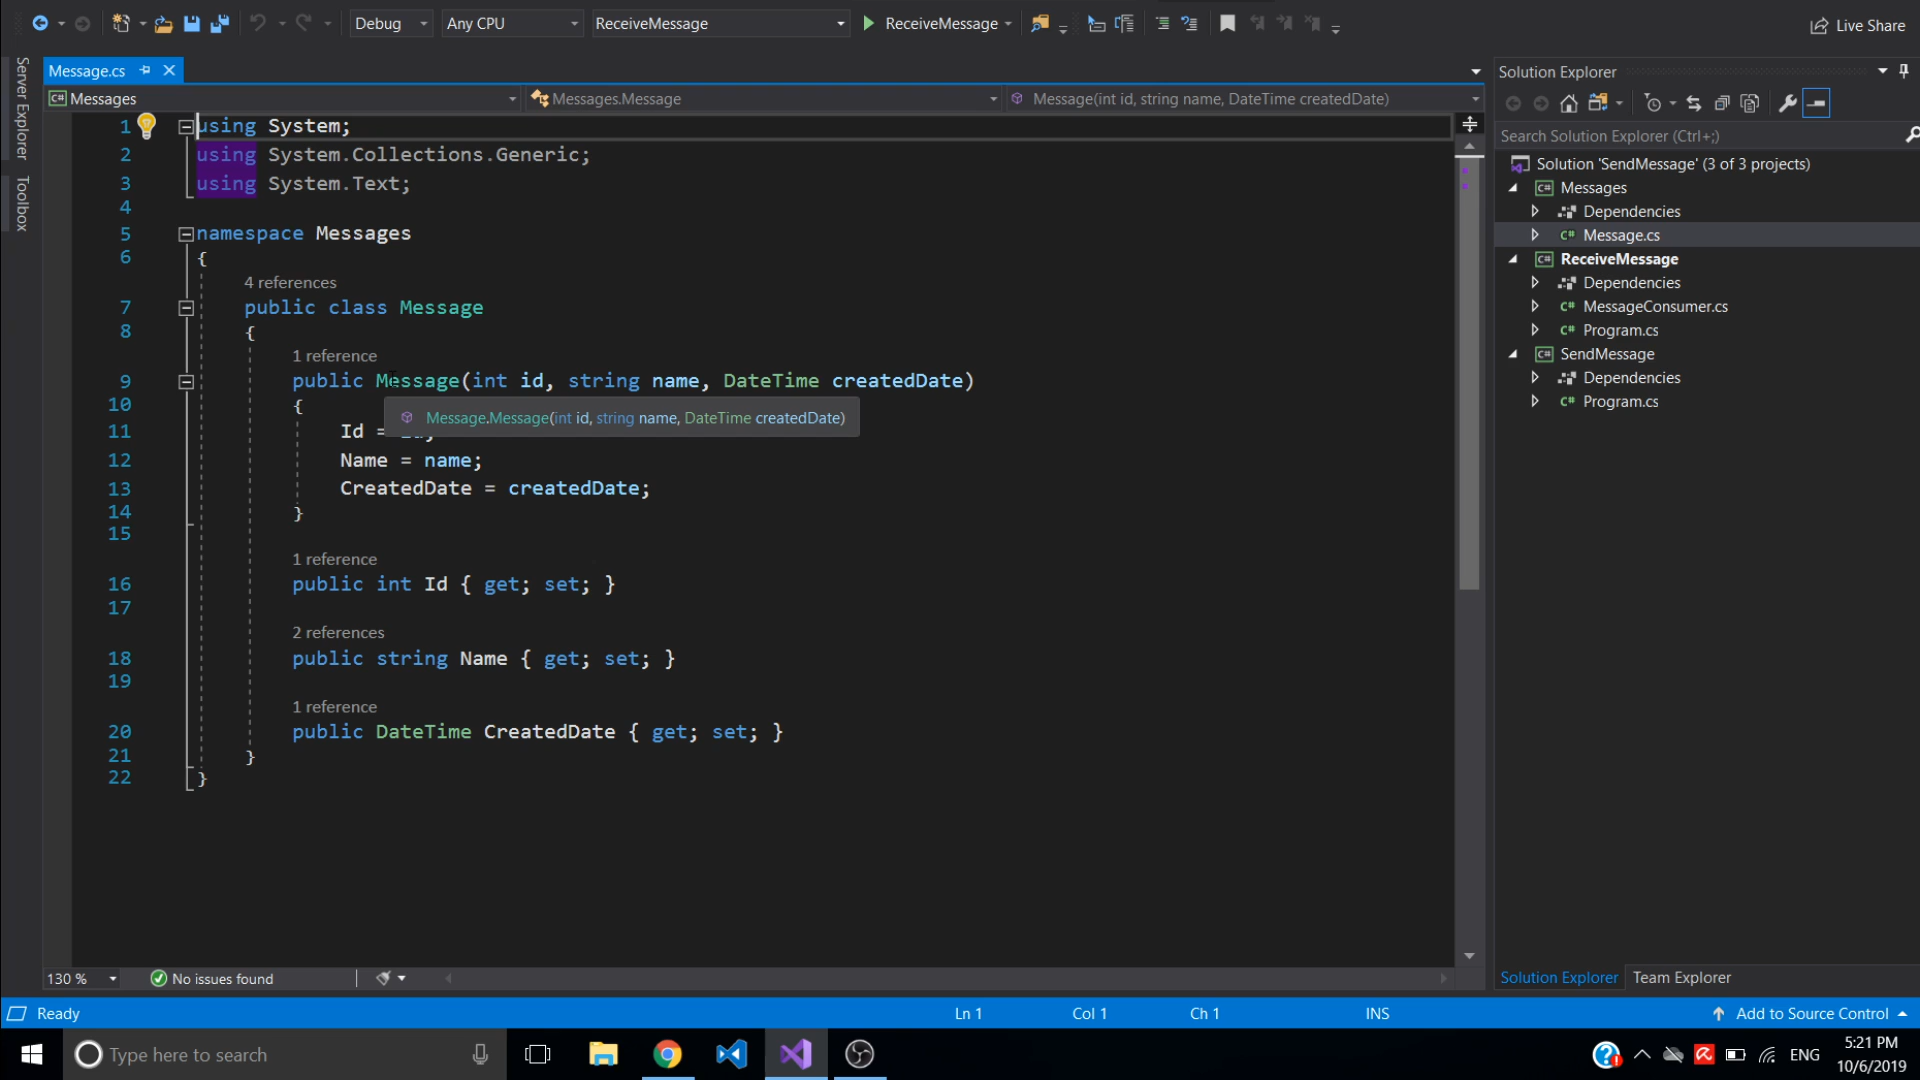 Debug
Any CPU
ReceiveMessage
ReceiveMessage
Live Share
Server Explorer
Toolbox
Message.cs
Messages
Messages.Message
Message(int id, string name, DateTime createdDate)
1 using System;
2 using System.Collections.Generic;
3 using System.Text;
4
5 namespace Messages
6 {
4 references
7 public class Message
8 {
1 reference
9 public Message(int id, string name, DateTime createdDate)
10 {
Message.Message(int id, string name, DateTime createdDate)
11 Id =
12 Name = name;
13 CreatedDate = createdDate;
14 }
15
1 reference
16 public int Id { get; set; }
17
2 references
18 public string Name { get; set; }
19
1 reference
20 public DateTime CreatedDate { get; set; }
21 }
22 }
130 %
No issues found
Solution Explorer
Search Solution Explorer (Ctrl+;)
Solution 'SendMessage' (3 of 3 projects)
C# Messages
Dependencies
C# Message.cs
C# ReceiveMessage
Dependencies
C# MessageConsumer.cs
C# Program.cs
C# SendMessage
Dependencies
C# Program.cs
Solution Explorer
Team Explorer
Ready
Ln 1
Col 1
Ch 1
INS
Add to Source Control
Type here to search
ENG
5:21 PM
10/6/2019